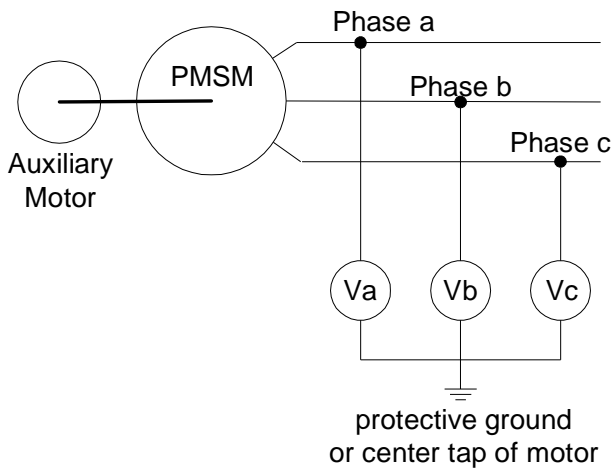 Phase a
PMSM
Phase b
Auxiliary
Motor
Phase c
Va
Vb
Vc
protective ground
or center tap of motor